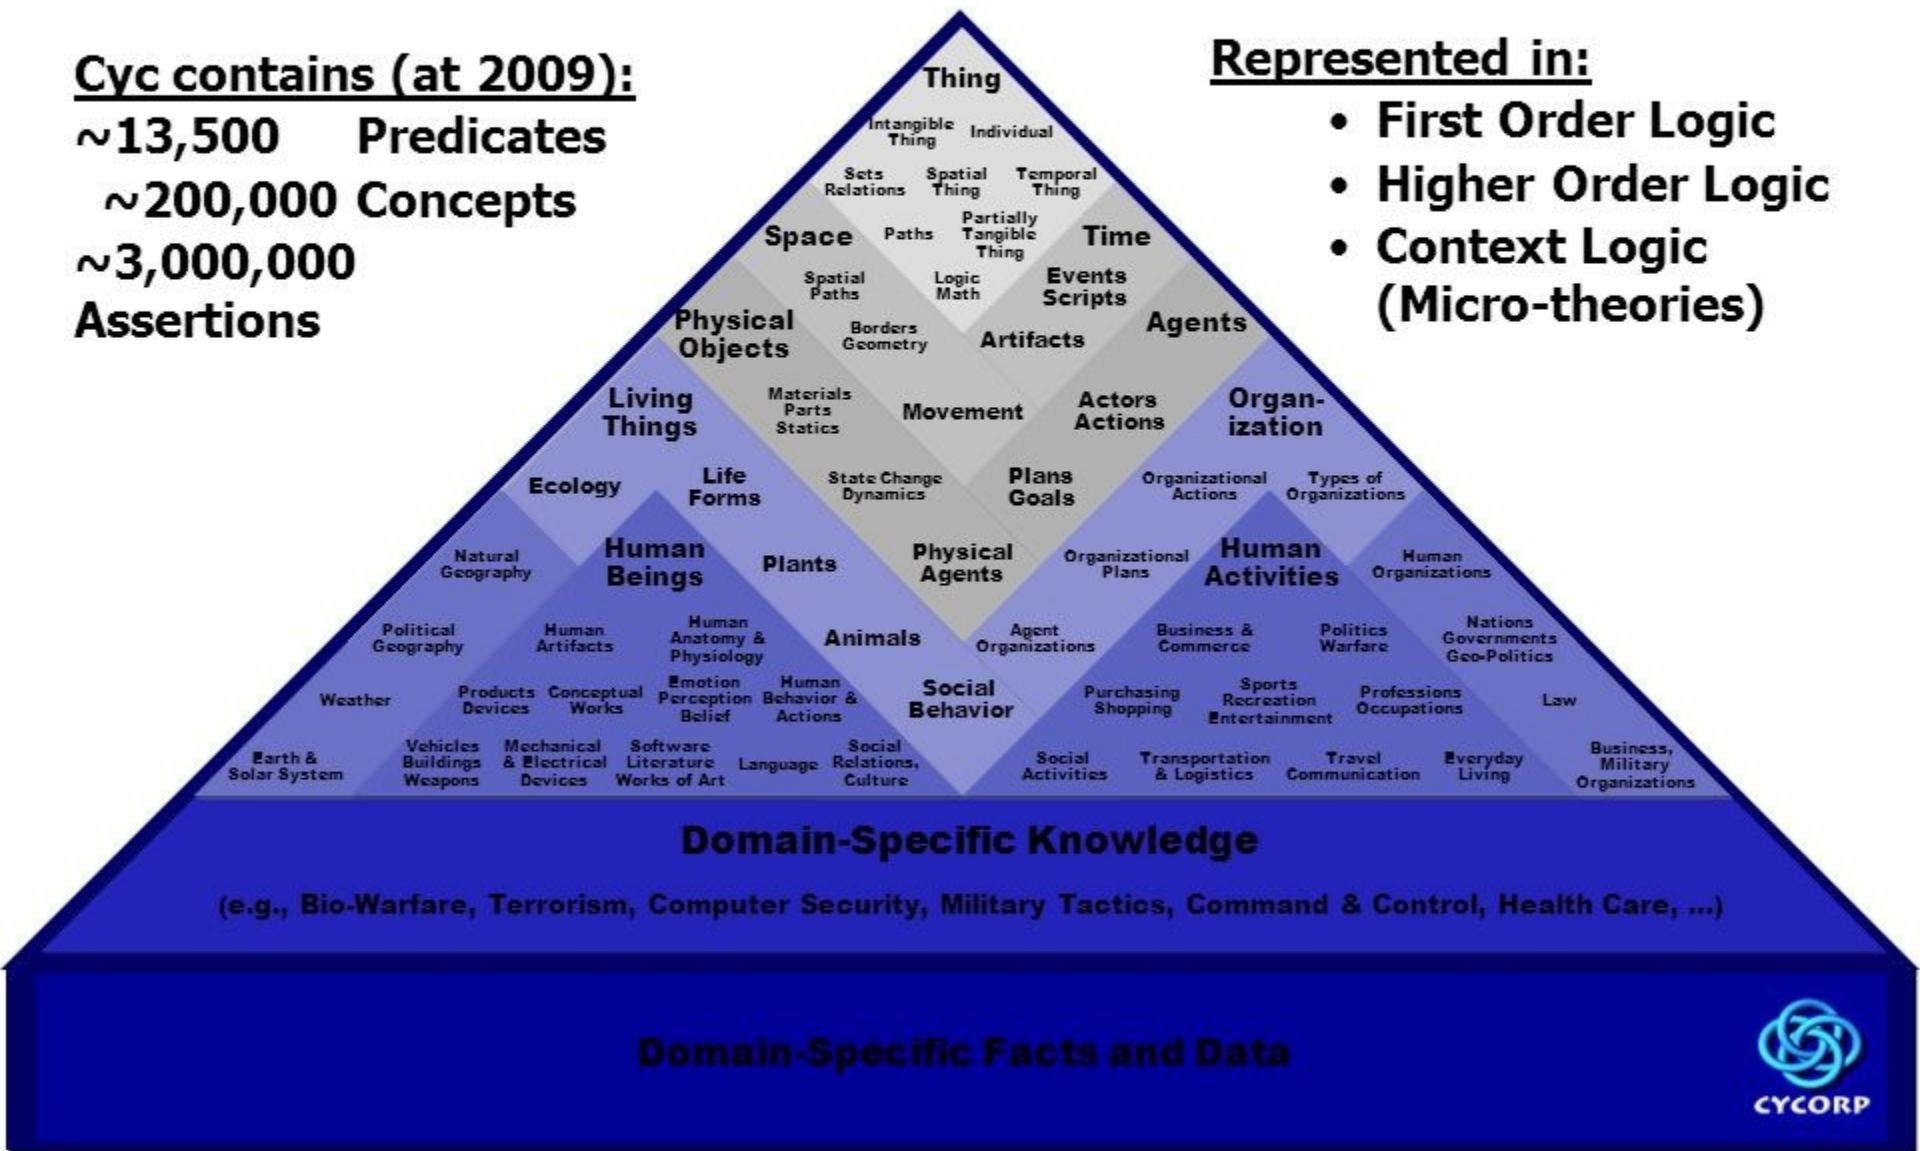 Cyc contains (at 2009):
~13,500 Predicates
~200,000 Concepts
~3,000,000
Assertions
Represented in:
• First Order Logic
• Higher Order Logic
• Context Logic
(Micro-theories)
Thing
Intangible
Thing
Individual
Sets
Relations
Spatial
Thing
Temporal
Thing
Space
Paths
Partially
Tangible
Thing
Time
Spatial
Paths
Logic
Math
Events
Scripts
Physical
Objects
Borders
Geometry
Artifacts
Agents
Living
Things
Materials
Parts
Statics
Movement
Actors
Actions
Organ-
ization
Ecology
Life
Forms
State Change
Dynamics
Plans
Goals
Organizational
Actions
Types of
Organizations
Natural
Geography
Human
Beings
Plants
Physical
Agents
Organizational
Plans
Human
Activities
Human
Organizations
Political
Geography
Human
Artifacts
Human
Anatomy &
Physiology
Animals
Agent
Organizations
Business &
Commerce
Politics
Warfare
Nations
Governments
Geo-Politics
Weather
Products
Devices
Conceptual
Works
Emotion
Perception
Belief
Human
Behavior &
Actions
Social
Behavior
Purchasing
Shopping
Sports
Recreation
Entertainment
Professions
Occupations
Law
Earth &
Solar System
Vehicles
Buildings
Weapons
Mechanical
& Electrical
Devices
Software
Literature
Works of Art
Language
Social
Relations,
Culture
Social
Activities
Transportation
& Logistics
Travel
Communication
Everyday
Living
Business,
Military
Organizations
Domain-Specific Knowledge
(e.g., Bio-Warfare, Terrorism, Computer Security, Military Tactics, Command & Control, Health Care, ...)
Domain-Specific Facts and Data
CYCORP